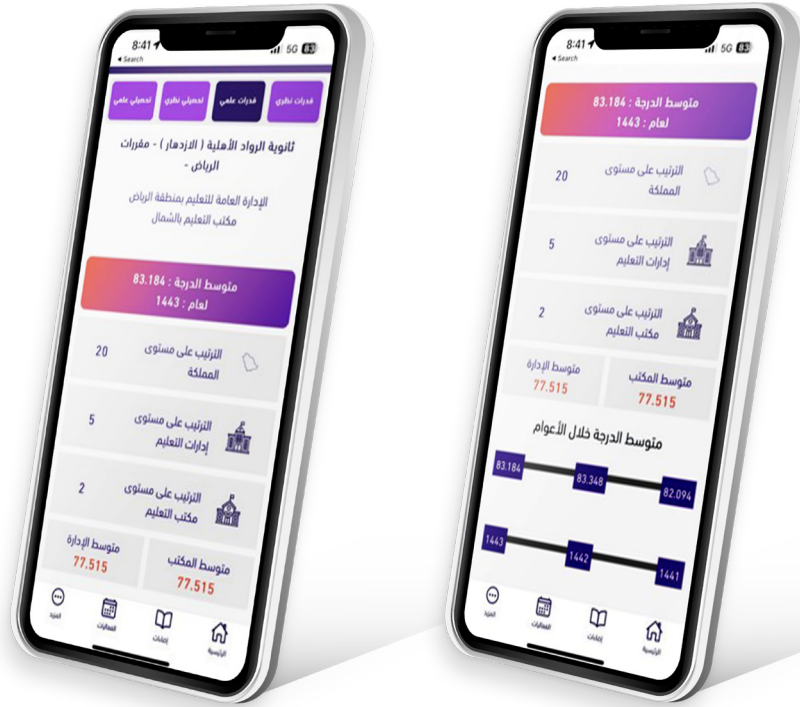 8:41
5G 83
Search
قدرات نظري
قدرات علمي
تحصيلي نظري
تحصيلي علمي
ثانوية الرواد الأهلية ( الازدهار ) - مقررات
الرياض -
الإدارة العامة للتعليم بمنطقة الرياض
مكتب التعليم بالشمال
متوسط الدرجة : 83.184
لعام : 1443
الترتيب على مستوى
المملكة
20
الترتيب على مستوى
إدارات التعليم
5
الترتيب على مستوى
مكتب التعليم
2
متوسط المكتب
77.515
متوسط الإدارة
77.515
الرئيسية
إضاءات
الفعاليات
المزيد
8:41
5G 83
Search
متوسط الدرجة : 83.184
لعام : 1443
الترتيب على مستوى
المملكة
20
الترتيب على مستوى
إدارات التعليم
5
الترتيب على مستوى
مكتب التعليم
2
متوسط المكتب
77.515
متوسط الإدارة
77.515
متوسط الدرجة خلال الأعوام
82.094
83.348
83.184
1441
1442
1443
الرئيسية
إضاءات
الفعاليات
المزيد